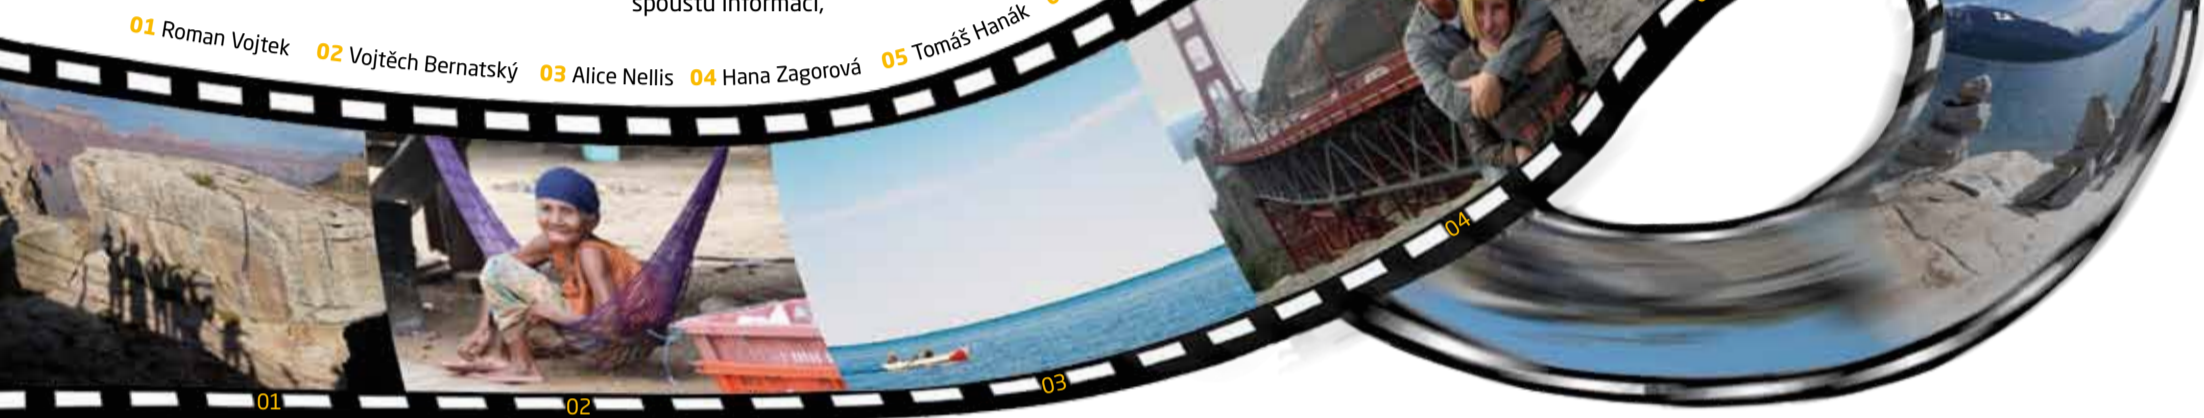 spoustu informací,
01 Roman Vojtek 02 Vojtěch Bernatský 03 Alice Nellis 04 Hana Zagorová 05 Tomáš Hanák
04
03
01
02